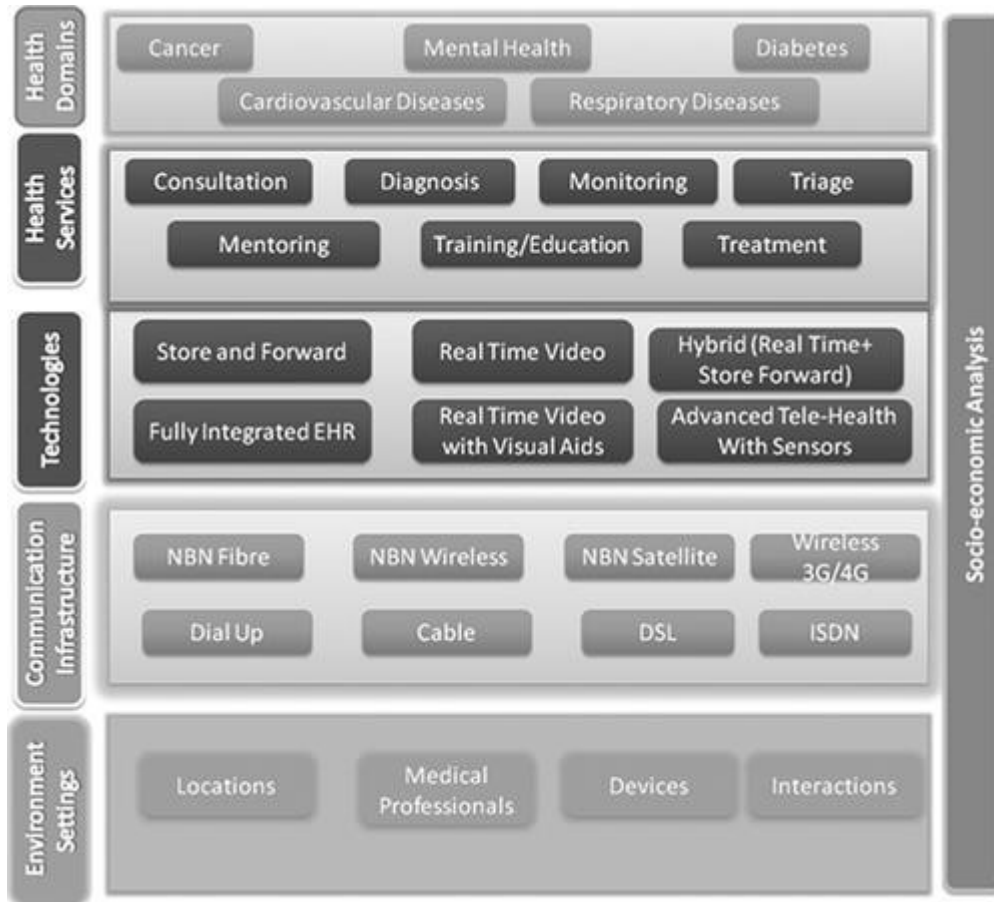 Health
Domains
Cancer
Mental Health
Diabetes
Cardiovascular Diseases
Respiratory Diseases
Health
Services
Consultation
Diagnosis
Monitoring
Triage
Mentoring
Training/Education
Treatment
Technologies
Store and Forward
Real Time Video
Hybrid (Real Time+
Store Forward)
Fully Integrated EHR
Real Time Video
with Visual Aids
Advanced Tele-Health
With Sensors
Communication
Infrastructure
NBN Fibre
NBN Wireless
NBN Satellite
Wireless
3G/4G
Dial Up
Cable
DSL
ISDN
Environment
Settings
Locations
Medical
Professionals
Devices
Interactions
Socio-economic Analysis